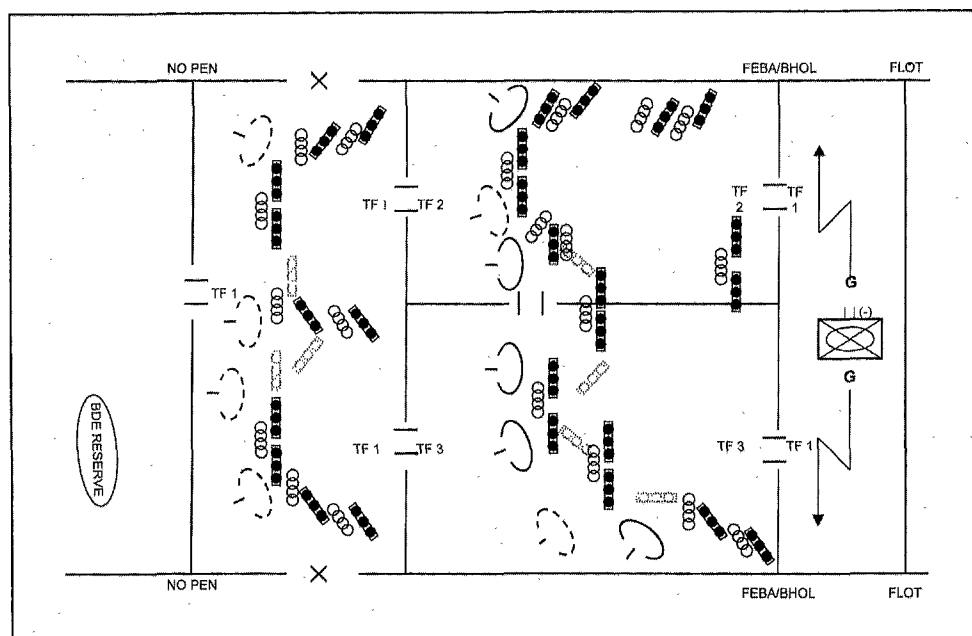 NO PEN
FEBA/BHOL
FLOT
TF 1
TF 2
TF
2
TF
1
TF 1
G
(-)
G
BDE RESERVE
TF 1
TF 3
TF 3
TF 1
NO PEN
FEBA/BHOL
FLOT